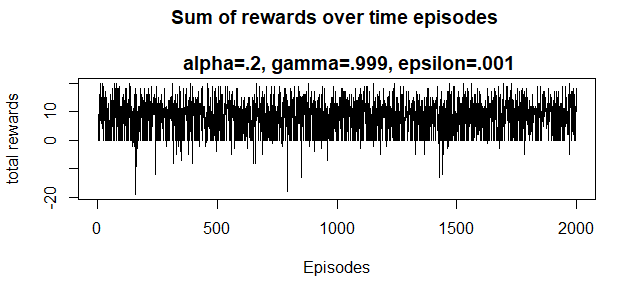 Sum of rewards over time episodes
alpha=.2, gamma=.999, epsilon=.001
total rewards
10
0
-20
0
500
1000
1500
2000
Episodes